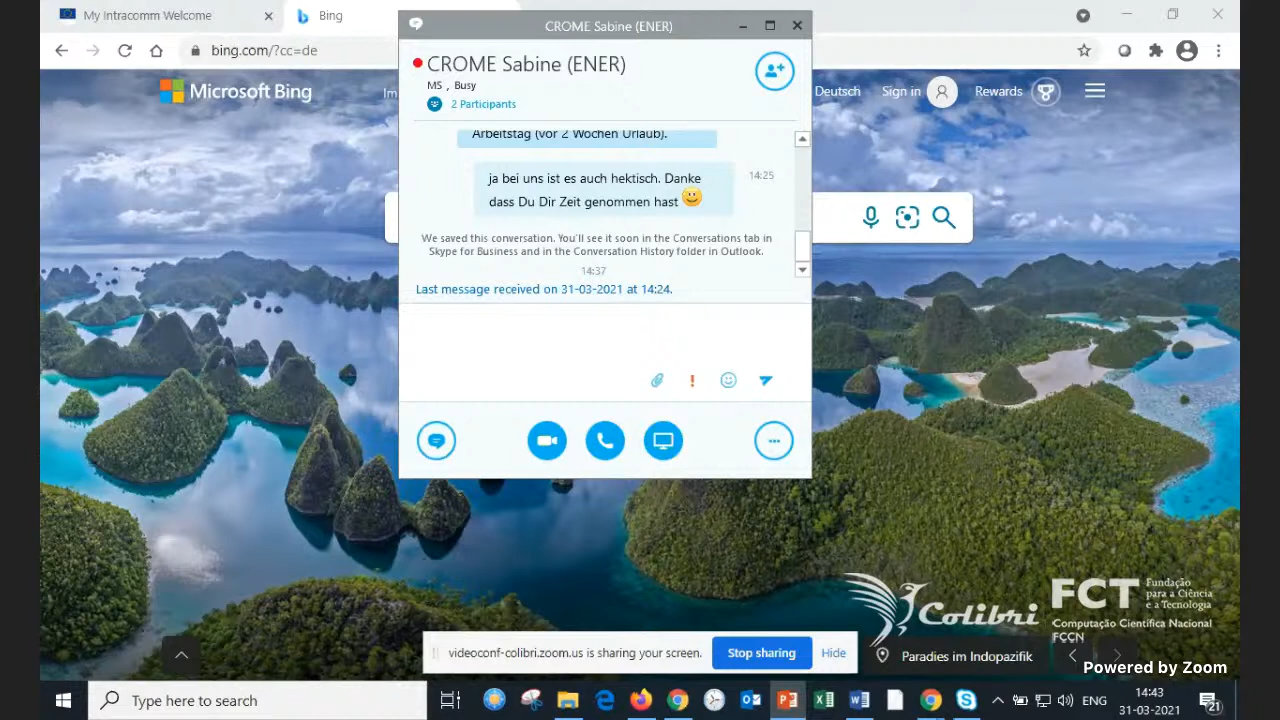 My Intracomm Welcome
Bing
CROME Sabine (ENER)
bing.com/?cc=de
CROME Sabine (ENER)
MS , Busy
2 Participants
Microsoft Bing
Im
Deutsch
Sign in
Rewards
Arbeitstag (vor 2 Wochen Urlaub).
ja bei uns ist es auch hektisch. Danke
dass Du Dir Zeit genommen hast
14:25
We saved this conversation. You'll see it soon in the Conversations tab in
Skype for Business and in the Conversation History folder in Outlook.
14:37
Last message received on 31-03-2021 at 14:24.
Colibri
FCT Fundação
para a Ciência
e a Tecnologia
Computação Científica Nacional
FCCN
videoconf-colibri.zoom.us is sharing your screen.
Stop sharing
Hide
Paradies im Indopazifik
Powered by Zoom
Type here to search
ENG
14:43
31-03-2021
21